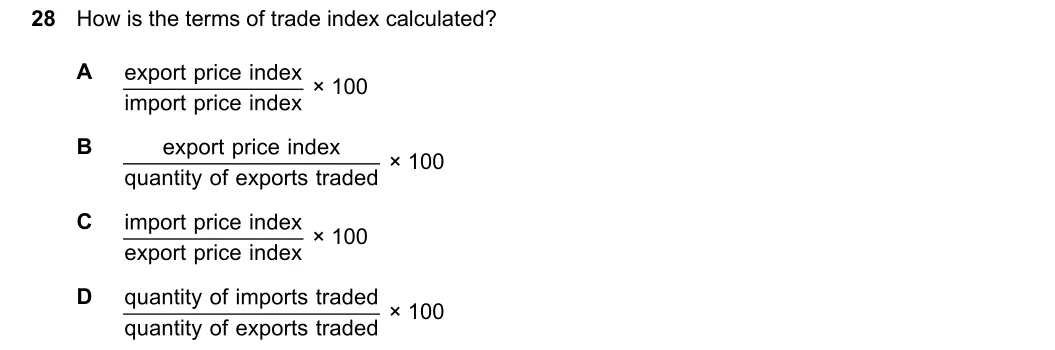 28 How is the terms of trade index calculated?
A export price index
import price index × 100
B export price index
quantity of exports traded × 100
C import price index
export price index × 100
D quantity of imports traded
quantity of exports traded × 100